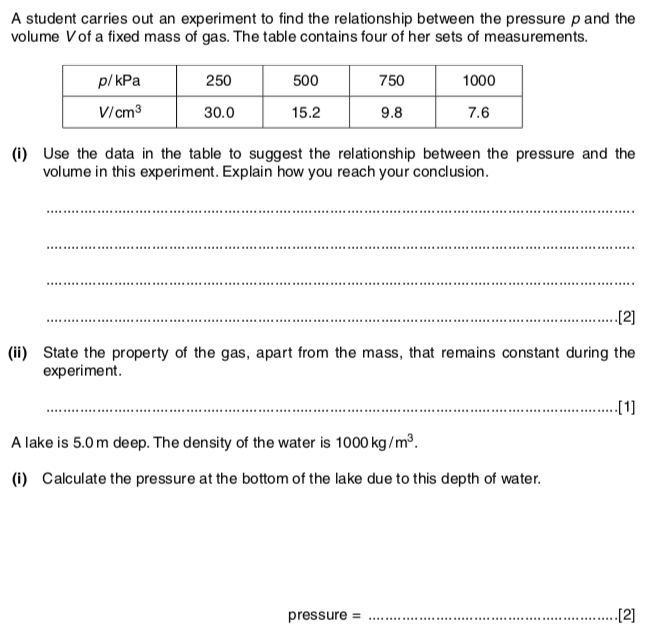 A student carries out an experiment to find the relationship between the pressure p and the
volume V of a fixed mass of gas. The table contains four of her sets of measurements.
p/kPa 250 500 750 1000
V/cm³ 30.0 15.2 9.8 7.6
(i) Use the data in the table to suggest the relationship between the pressure and the
volume in this experiment. Explain how you reach your conclusion.
[2]
(ii) State the property of the gas, apart from the mass, that remains constant during the
experiment.
[1]
A lake is 5.0 m deep. The density of the water is 1000 kg/m³.
(i) Calculate the pressure at the bottom of the lake due to this depth of water.
pressure = ..........................................................[2]